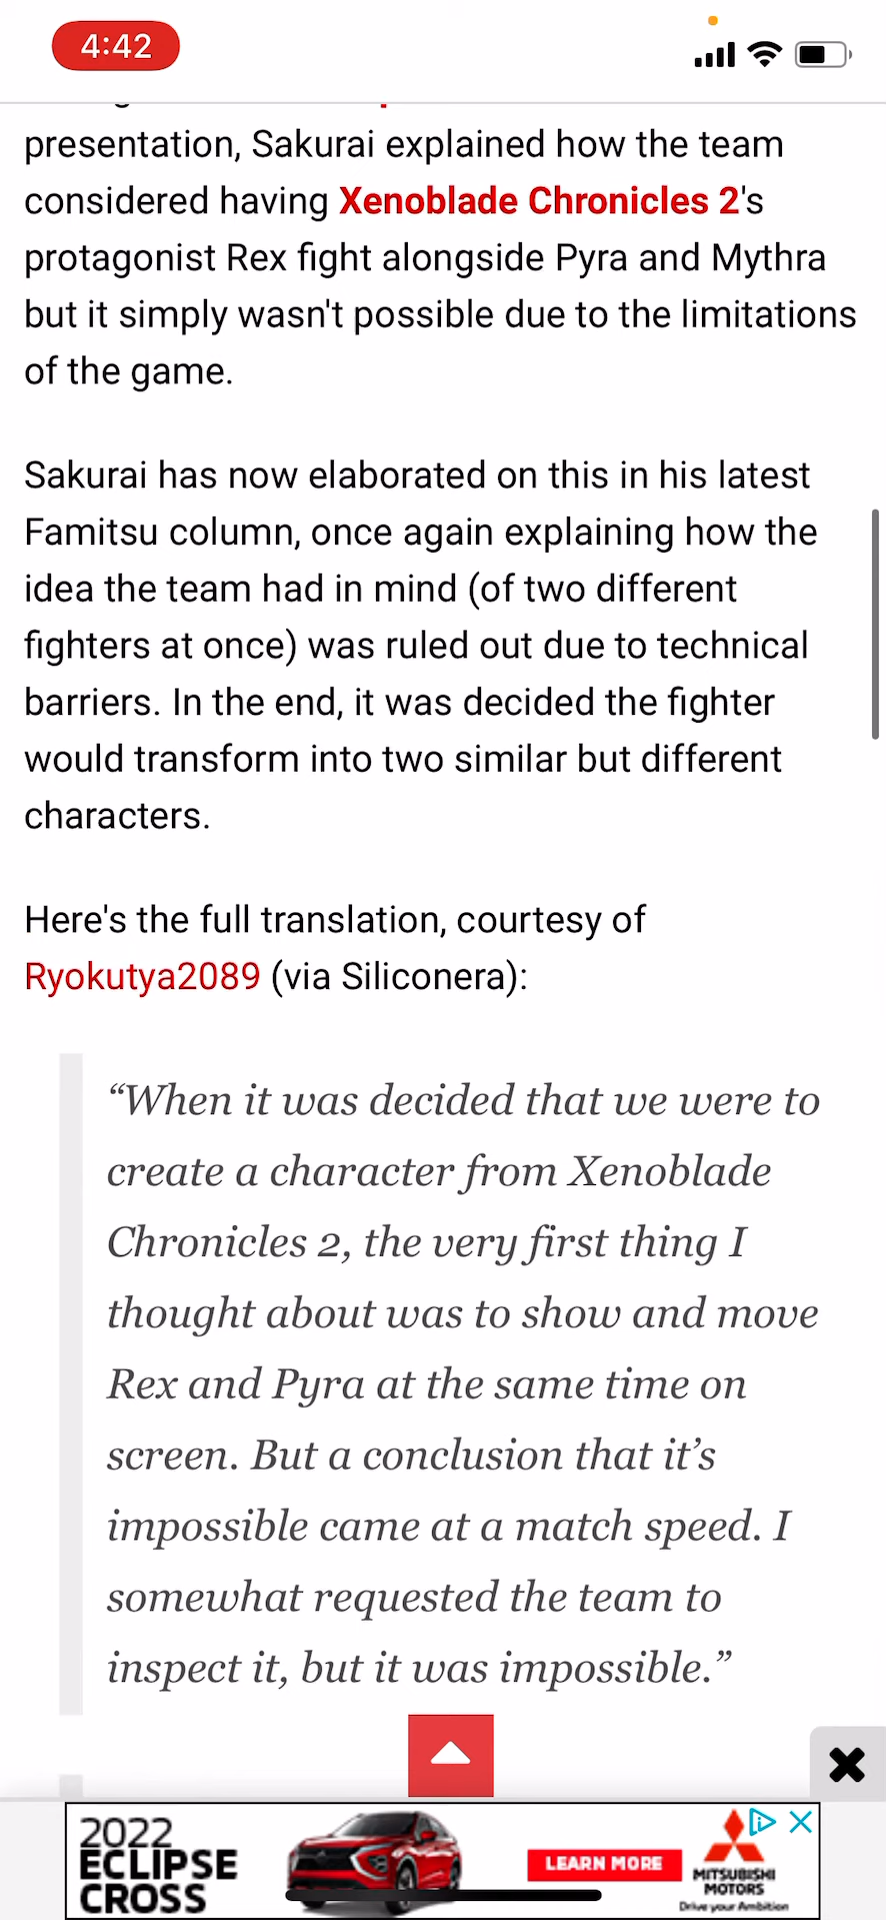 4:42
presentation, Sakurai explained how the team
considered having Xenoblade Chronicles 2's
protagonist Rex fight alongside Pyra and Mythra
but it simply wasn't possible due to the limitations
of the game.
Sakurai has now elaborated on this in his latest
Famitsu column, once again explaining how the
idea the team had in mind (of two different
fighters at once) was ruled out due to technical
barriers. In the end, it was decided the fighter
would transform into two similar but different
characters.
Here's the full translation, courtesy of
Ryokutya2089 (via Siliconera):
“When it was decided that we were to
create a character from Xenoblade
Chronicles 2, the very first thing I
thought about was to show and move
Rex and Pyra at the same time on
screen. But a conclusion that it’s
impossible came at a match speed. I
somewhat requested the team to
inspect it, but it was impossible.”
2022
ECLIPSE
CROSS
LEARN MORE
MITSUBISHI
MOTORS
Drive your Ambition